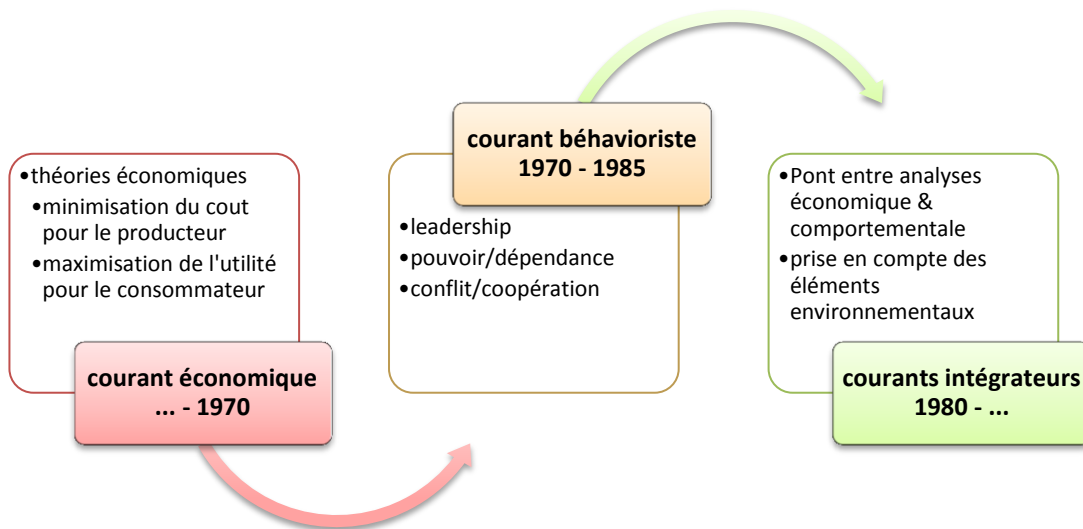 •théories économiques
•minimisation du cout
pour le producteur
•maximisation de l'utilité
pour le consommateur
courant économique
... - 1970
courant béhavioriste
1970 - 1985
•leadership
•pouvoir/dépendance
•conflit/coopération
•Pont entre analyses
économique &
comportementale
•prise en compte des
éléments
environnementaux
courants intégrateurs
1980 - ...